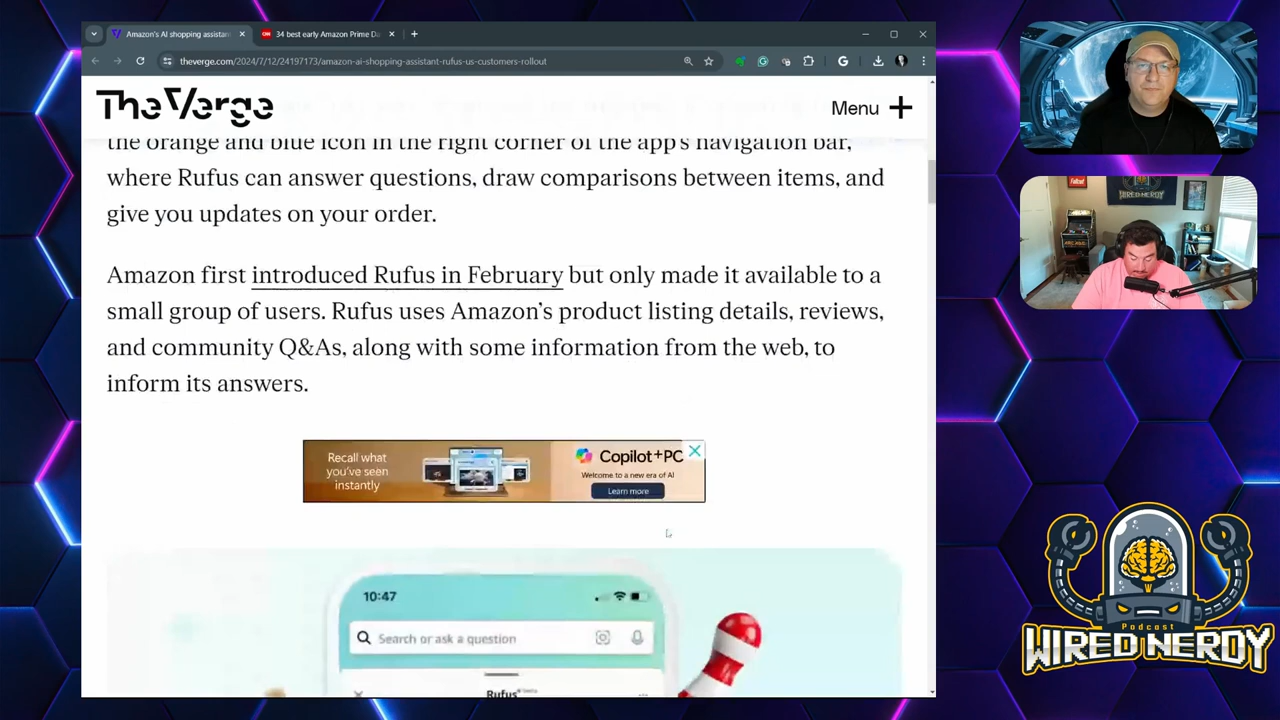 Amazon's AI shopping assistan
34 best early Amazon Prime Da
theverge.com/2024/7/12/24197173/amazon-ai-shopping-assistant-rufus-us-customers-rollout
TheVerge
Menu
the orange and blue icon in the right corner of the app's navigation bar,
where Rufus can answer questions, draw comparisons between items, and
give you updates on your order.
Amazon first introduced Rufus in February but only made it available to a
small group of users. Rufus uses Amazon's product listing details, reviews,
and community Q&As, along with some information from the web, to
inform its answers.
Recall what
you've seen
instantly
Copilot+PC
Welcome to a new era of AI
Learn more
10:47
Search or ask a question
Rufus
Fallout
Podcast
WIRED NERDY